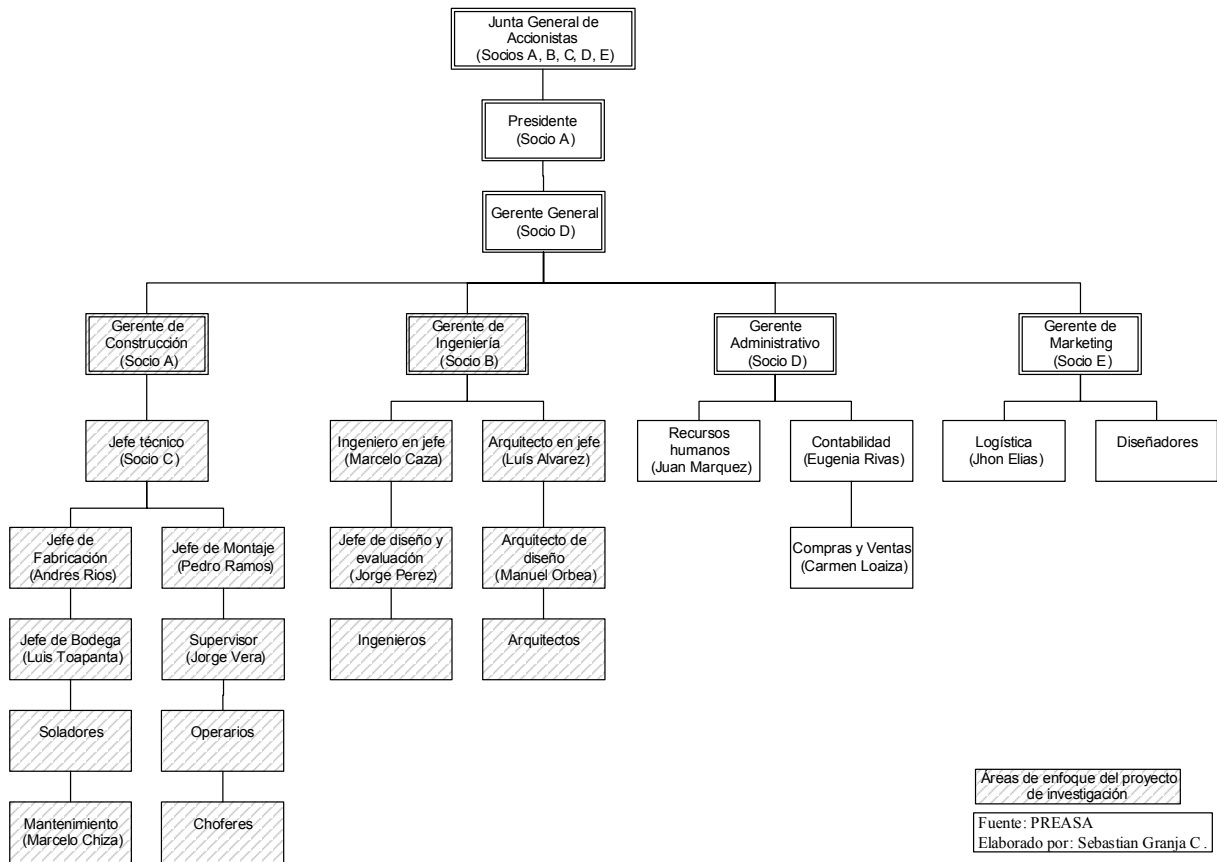 Junta General de
Accionistas
(Socios A, B, C, D, E)
Presidente
(Socio A)
Gerente General
(Socio D)
Gerente de
Construcción
(Socio A)
Gerente de
Ingeniería
(Socio B)
Gerente
Administrativo
(Socio D)
Gerente de
Marketing
(Socio E)
Jefe técnico
(Socio C)
Ingeniero en jefe
(Marcelo Caza)
Arquitecto en jefe
(Luís Alvarez)
Recursos
humanos
(Juan Marquez)
Contabilidad
(Eugenia Rivas)
Logística
(Jhon Elias)
Diseñadores
Jefe de
Fabricación
(Andres Rios)
Jefe de Montaje
(Pedro Ramos)
Jefe de diseño y
evaluación
(Jorge Perez)
Arquitecto de
diseño
(Manuel Orbea)
Compras y Ventas
(Carmen Loaiza)
Jefe de Bodega
(Luis Toapanta)
Supervisor
(Jorge Vera)
Ingenieros
Arquitectos
Soladores
Operarios
Mantenimiento
(Marcelo Chiza)
Choferes
Áreas de enfoque del proyecto
de investigación
Fuente: PREASA
Elaborado por: Sebastian Granja C .